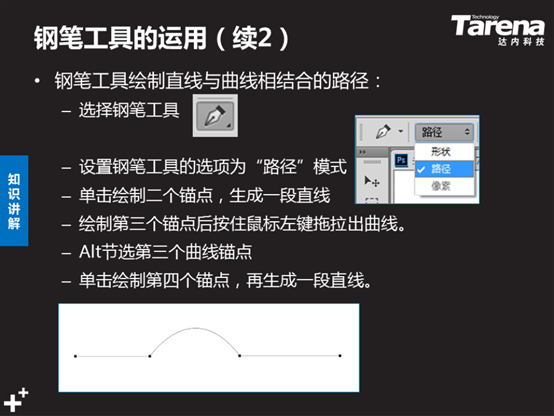 钢笔工具的运用（续2）
Technology
Tarena
达内科技
• 钢笔工具绘制直线与曲线相结合的路径：
– 选择钢笔工具
路径
形状
路径
像素
Ps
– 设置钢笔工具的选项为“路径”模式
– 单击绘制二个锚点，生成一段直线
– 绘制第三个锚点后按住鼠标左键拖拉出曲线。
– Alt节选第三个曲线锚点
– 单击绘制第四个锚点，再生成一段直线。
知识讲解